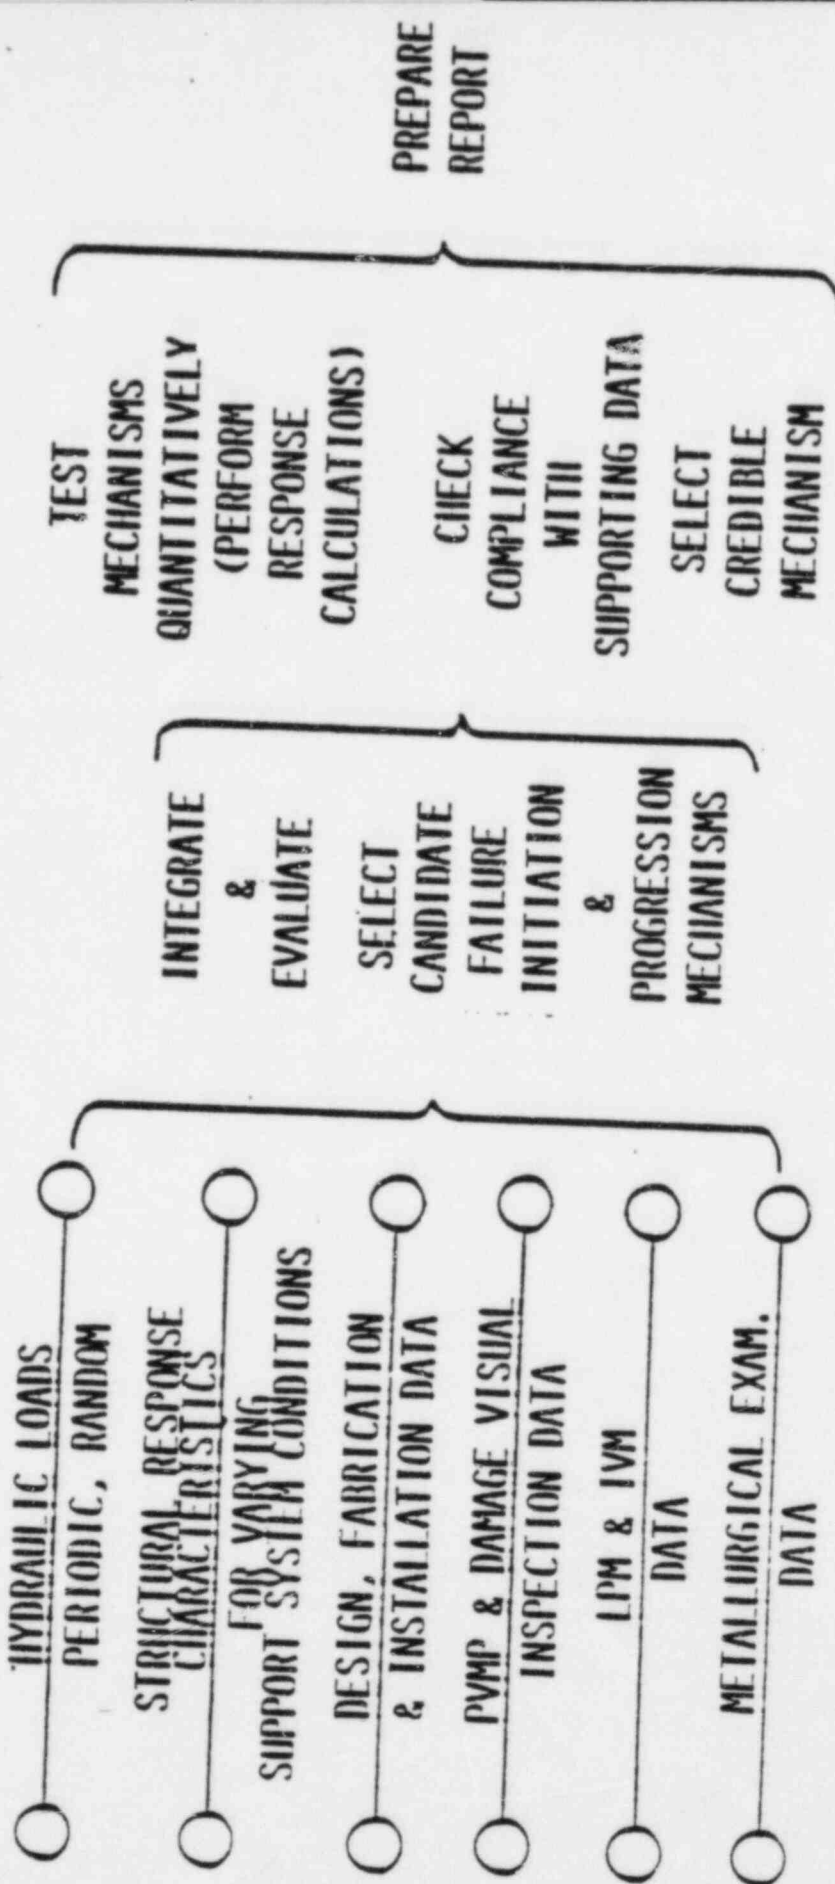 HYDRAULIC LOADS
PERIODIC, RANDOM
STRUCTURAL RESPONSE
CHARACTERISTICS
FOR VARYING
SUPPORT SYSTEM CONDITIONS
DESIGN, FABRICATION
& INSTALLATION DATA
PVMP & DAMAGE VISUAL
INSPECTION DATA
LPM & IVM
DATA
METALLURGICAL EXAM.
DATA
INTEGRATE
&
EVALUATE
SELECT
CANDIDATE
FAILURE
INITIATION
&
PROGRESSION
MECHANISMS
TEST
MECHANISMS
QUANTITATIVELY
(PERFORM
RESPONSE
CALCULATIONS)
CHECK
COMPLIANCE
WITH
SUPPORTING DATA
SELECT
CREDIBLE
MECHANISM
PREPARE
REPORT